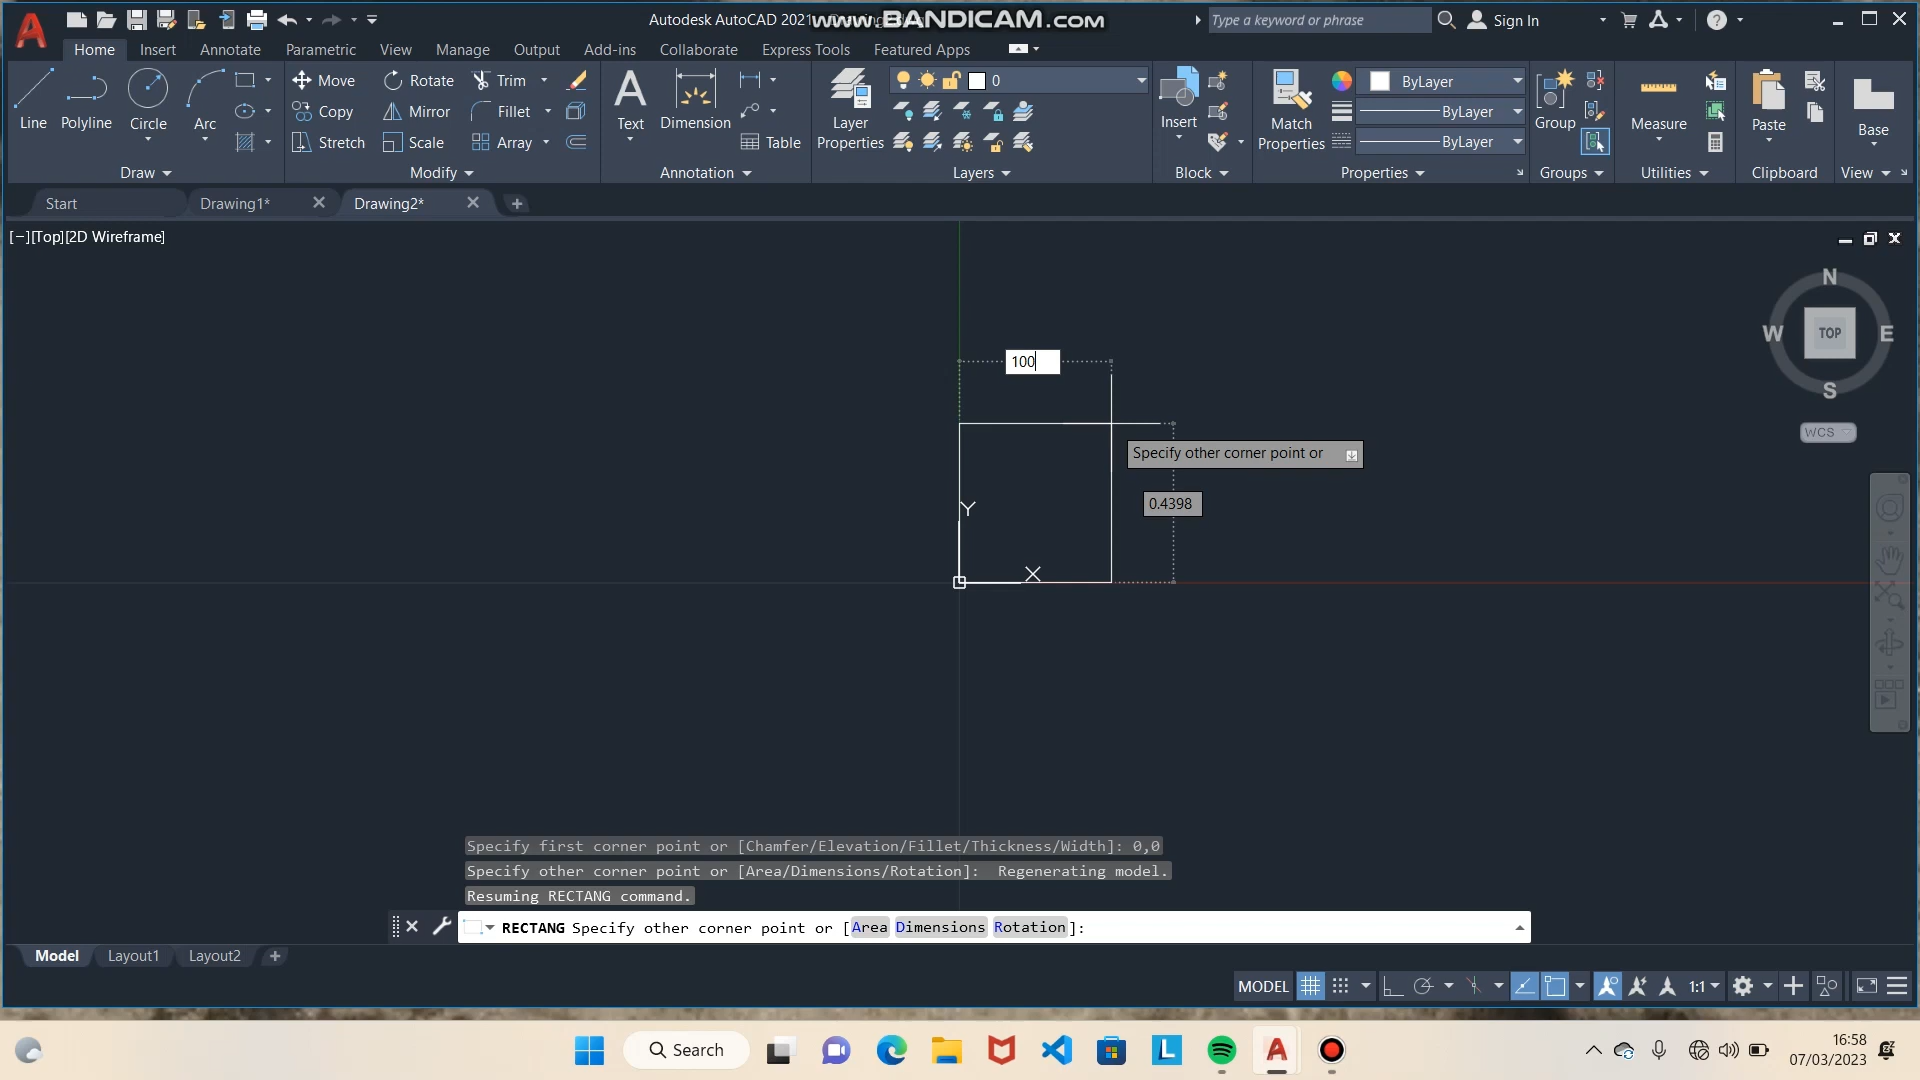 Autodesk AutoCAD 2021
www.BANDICAM.com
Type a keyword or phrase
Sign In
Home Insert Annotate Parametric View Manage Output Add-ins Collaborate Express Tools Featured Apps
Line Polyline Circle Arc
Move Rotate Trim
Copy Mirror Fillet
Stretch Scale Array
Text Dimension Table
Layer Properties
0
Insert
Match Properties
ByLayer
ByLayer
ByLayer
Group
Measure
Paste
Base
Draw Modify Annotation Layers Block Properties Groups Utilities Clipboard View
Start Drawing1* Drawing2*
[−][Top][2D Wireframe]
N
W TOP E
S
WCS
100
Specify other corner point or
0.4398
Y
X
Specify first corner point or [Chamfer/Elevation/Fillet/Thickness/Width]: 0,0
Specify other corner point or [Area/Dimensions/Rotation]: Regenerating model.
Resuming RECTANG command.
RECTANG Specify other corner point or [Area Dimensions Rotation]:
Model Layout1 Layout2
MODEL 1:1
Search
16:58
07/03/2023